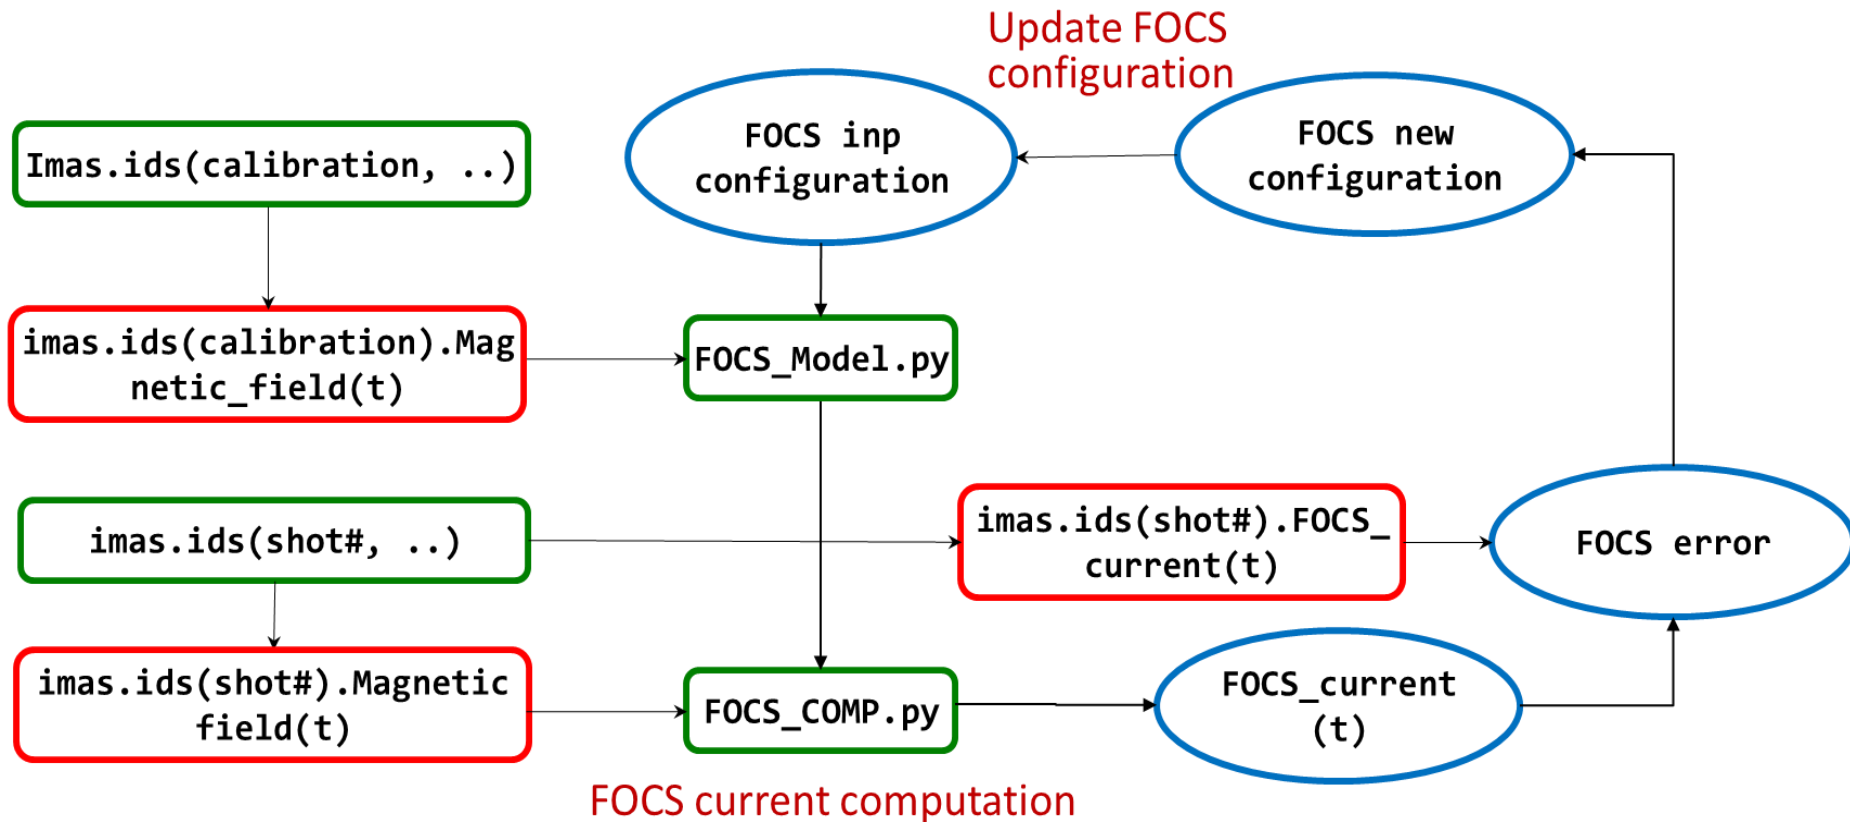 Update FOCS
configuration
FOCS inp
configuration
FOCS new
configuration
Imas.ids(calibration, ..)
imas.ids(calibration).Mag
netic_field(t)
FOCS_Model.py
imas.ids(shot#, ..)
imas.ids(shot#).FOCS_
current(t)
FOCS error
imas.ids(shot#).Magnetic
field(t)
FOCS_COMP.py
FOCS_current
(t)
FOCS current computation